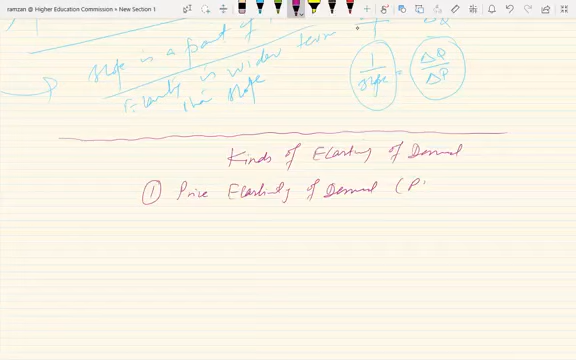 ramzan @ Higher Education Commission » New Section 1
slope is a part of
Elasticity is wider term
than slope
1/slope = ΔQ/ΔP
Kinds of Elasticity of Demand
① Price Elasticity of Demand (P